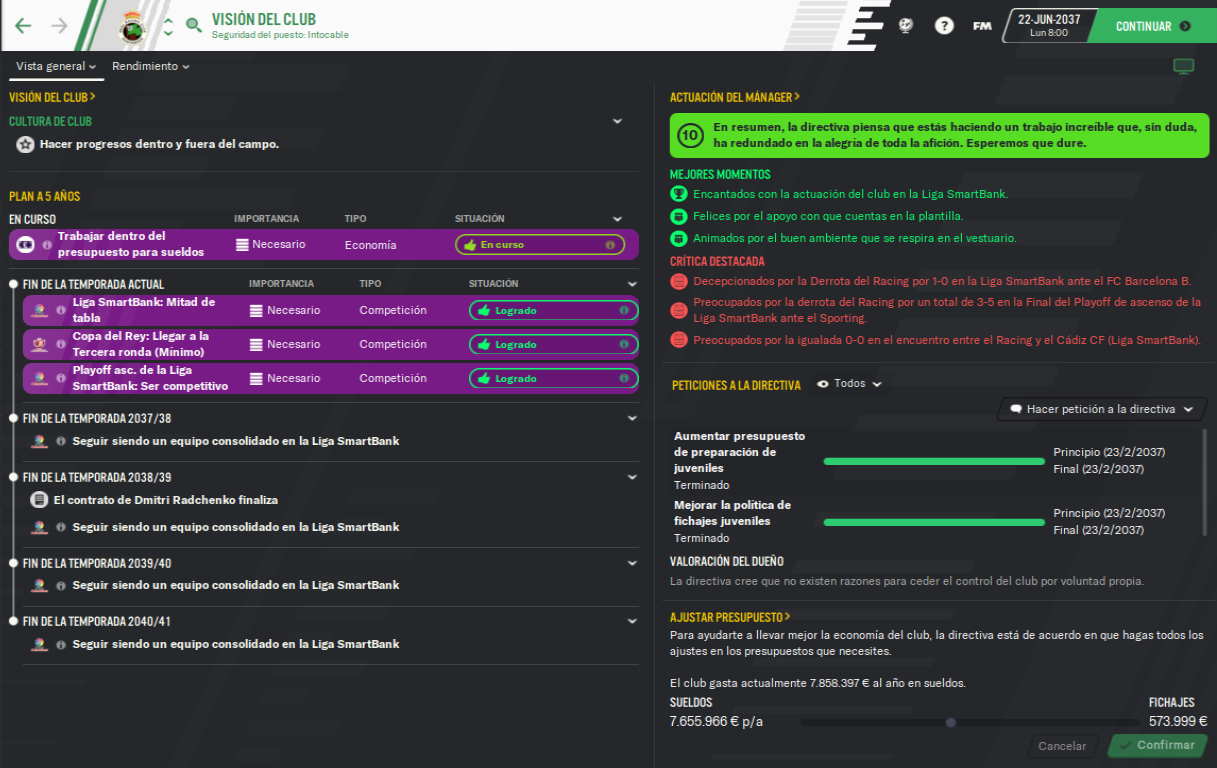 VISIÓN DEL CLUB
Seguridad del puesto: Intocable
FM
22-JUN-2037
Lun 8:00
CONTINUAR
Vista general
Rendimiento
VISIÓN DEL CLUB
CULTURA DE CLUB
Hacer progresos dentro y fuera del campo.
PLAN A 5 AÑOS
EN CURSO IMPORTANCIA TIPO SITUACIÓN
Trabajar dentro del
presupuesto para sueldos
Necesario Economía En curso
FIN DE LA TEMPORADA ACTUAL IMPORTANCIA TIPO SITUACIÓN
Liga SmartBank: Mitad de
tabla
Necesario Competición Logrado
Copa del Rey: Llegar a la
Tercera ronda (Mínimo)
Necesario Competición Logrado
Playoff asc. de la Liga
SmartBank: Ser competitivo
Necesario Competición Logrado
FIN DE LA TEMPORADA 2037/38
Seguir siendo un equipo consolidado en la Liga SmartBank
FIN DE LA TEMPORADA 2038/39
El contrato de Dmitri Radchenko finaliza
Seguir siendo un equipo consolidado en la Liga SmartBank
FIN DE LA TEMPORADA 2039/40
Seguir siendo un equipo consolidado en la Liga SmartBank
FIN DE LA TEMPORADA 2040/41
Seguir siendo un equipo consolidado en la Liga SmartBank
ACTUACIÓN DEL MÁNAGER
10
En resumen, la directiva piensa que estás haciendo un trabajo increíble que, sin duda,
ha redundado en la alegría de toda la afición. Esperemos que dure.
MEJORES MOMENTOS
Encantados con la actuación del club en la Liga SmartBank.
Felices por el apoyo con que cuentas en la plantilla.
Animados por el buen ambiente que se respira en el vestuario.
CRÍTICA DESTACADA
Decepcionados por la Derrota del Racing por 1-0 en la Liga SmartBank ante el FC Barcelona B.
Preocupados por la derrota del Racing por un total de 3-5 en la Final del Playoff de ascenso de la
Liga SmartBank ante el Sporting.
Preocupados por la igualada 0-0 en el encuentro entre el Racing y el Cádiz CF (Liga SmartBank).
PETICIONES A LA DIRECTIVA
Todos
Hacer petición a la directiva
Aumentar presupuesto
de preparación de
juveniles
Terminado
Principio (23/2/2037)
Final (23/2/2037)
Mejorar la política de
fichajes juveniles
Terminado
Principio (23/2/2037)
Final (23/2/2037)
VALORACIÓN DEL DUEÑO
La directiva cree que no existen razones para ceder el control del club por voluntad propia.
AJUSTAR PRESUPUESTO
Para ayudarte a llevar mejor la economía del club, la directiva está de acuerdo en que hagas todos los
ajustes en los presupuestos que necesites.
El club gasta actualmente 7.858.397 € al año en sueldos.
SUELDOS
7.655.966 € p/a
FICHAJES
573.999 €
Cancelar
Confirmar